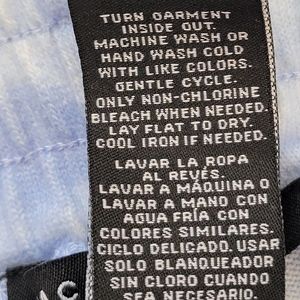 TURN GARMENT
INSIDE OUT.
MACHINE WASH OR
HAND WASH COLD
WITH LIKE COLORS.
GENTLE CYCLE.
ONLY NON-CHLORINE
BLEACH WHEN NEEDED.
LAY FLAT TO DRY.
COOL IRON IF NEEDED.
LAVAR LA ROPA
AL REVÉS.
LAVAR A MÁQUINA O
LAVAR A MANO CON
AGUA FRÍA CON
COLORES SIMILARES.
CICLO DELICADO. USAR
SOLO BLANQUEADOR
SIN CLORO CUANDO
SEA NECESARIO.